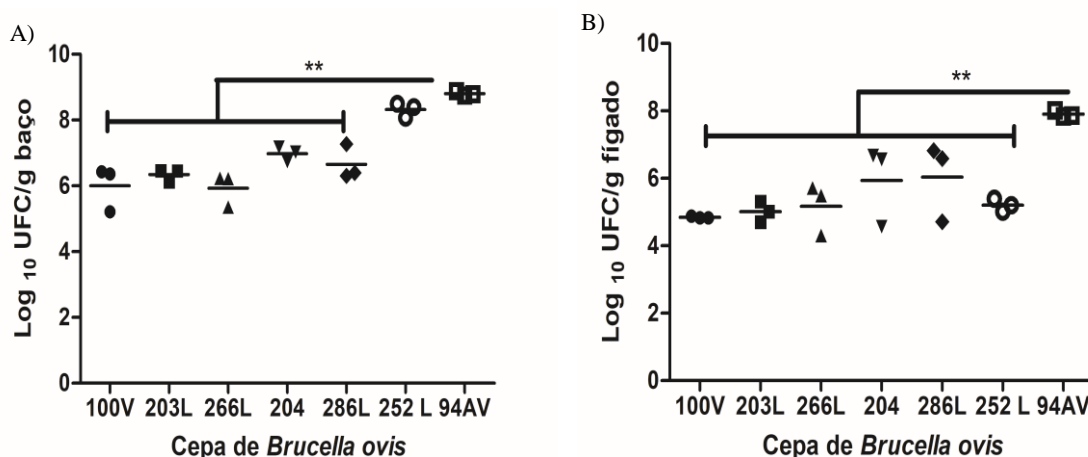 A)
**
Log 10 UFC/g baço
10
8
6
4
2
0
100V 203L 266L 204 286L 252 L 94AV
Cepa de Brucella ovis
B)
**
Log 10 UFC/g fígado
10
8
6
4
2
0
100V 203L 266L 204 286L 252 L 94AV
Cepa de Brucella ovis